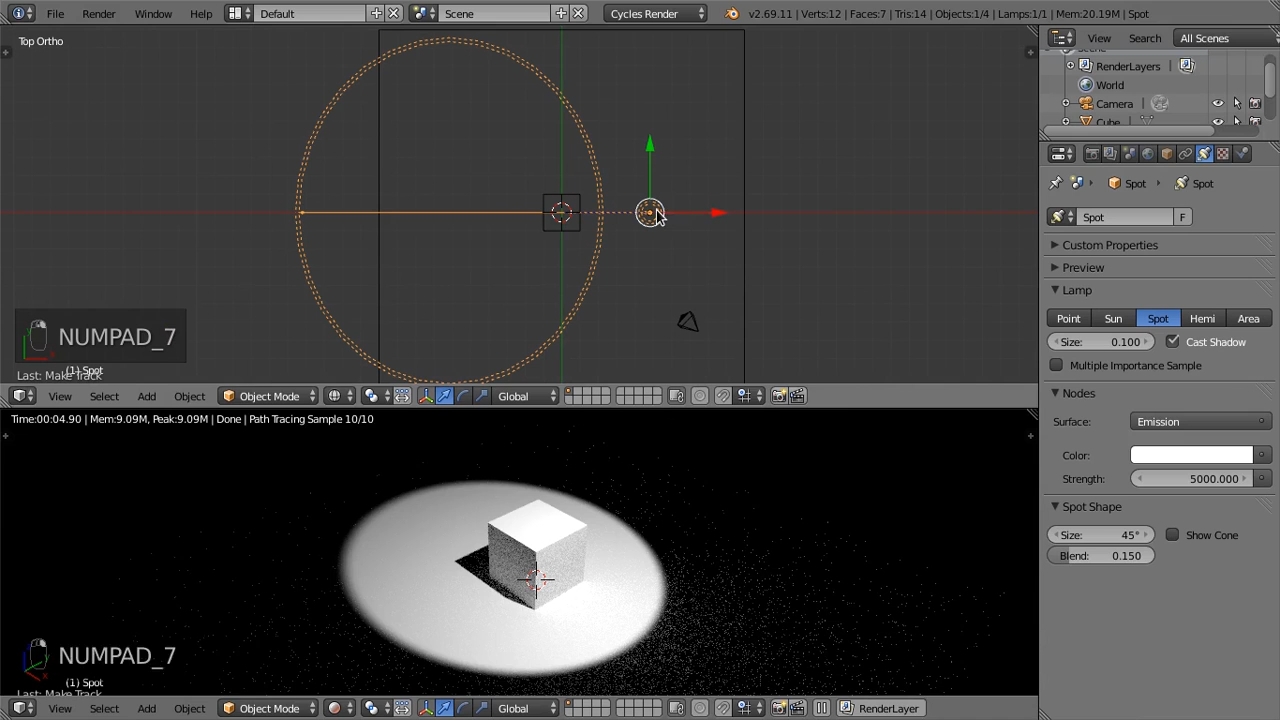 File Render Window Help Default Scene Cycles Render v2.69.11 | Verts:12 | Faces:7 | Tris:14 | Objects:1/4 | Lamps:1/1 | Mem:20.19M | Spot
Top Ortho
NUMPAD_7
(1) Spot
Last: Make Track
View Select Add Object Object Mode Global
Time:00:04.90 | Mem:9.09M, Peak:9.09M | Done | Path Tracing Sample 10/10
NUMPAD_7
(1) Spot
Last: Make Track
View Select Add Object Object Mode Global RenderLayer
View Search All Scenes
Scene
RenderLayers
World
Camera
Cube
Spot Spot
Spot F
Custom Properties
Preview
Lamp
Point Sun Spot Hemi Area
Size: 0.100 Cast Shadow
Multiple Importance Sample
Nodes
Surface: Emission
Color:
Strength: 5000.000
Spot Shape
Size: 45° Show Cone
Blend: 0.150